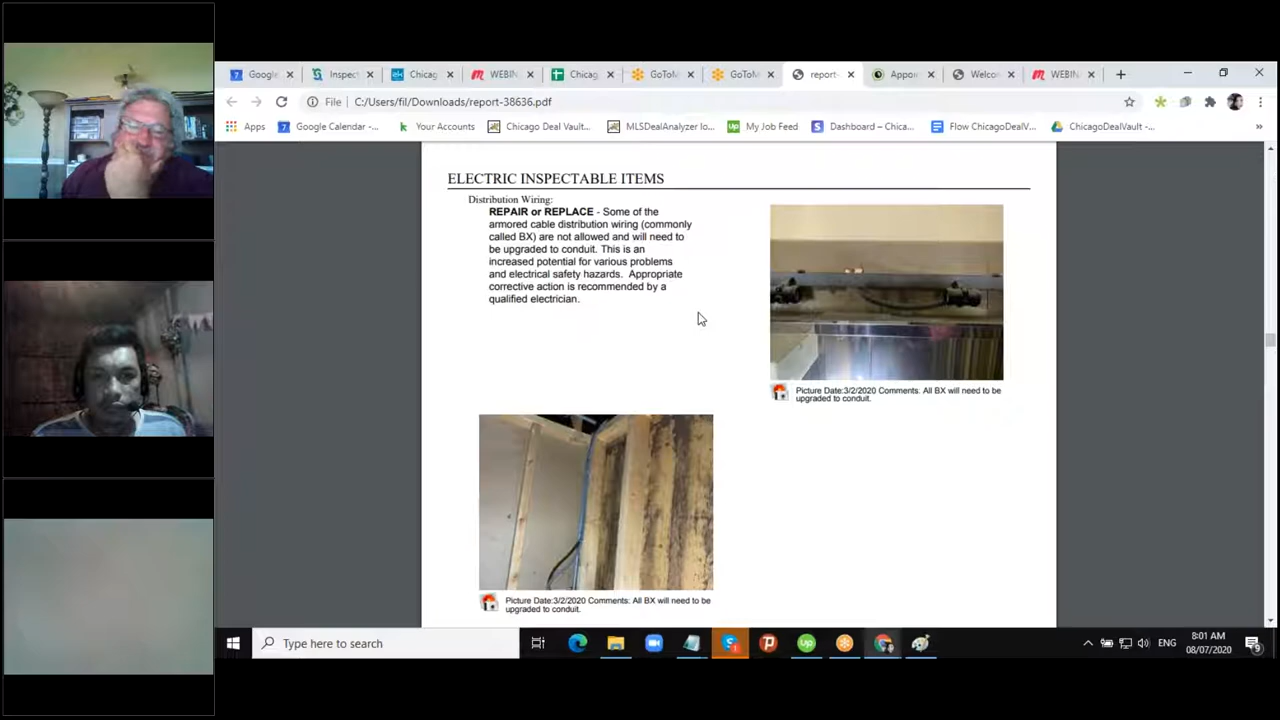 Google
Inspect
Chicag
WEBIN
Chicag
GoToM
GoToM
report-
Appoi
Welco
WEBIN
File
C:/Users/fil/Downloads/report-38636.pdf
Apps
Google Calendar -...
Your Accounts
Chicago Deal Vault...
MLSDealAnalyzer lo...
My Job Feed
Dashboard – Chica...
Flow ChicagoDealV...
ChicagoDealVault -...
ELECTRIC INSPECTABLE ITEMS
Distribution Wiring:
REPAIR or REPLACE - Some of the
armored cable distribution wiring (commonly
called BX) are not allowed and will need to
be upgraded to conduit. This is an
increased potential for various problems
and electrical safety hazards. Appropriate
corrective action is recommended by a
qualified electrician.
Picture Date:3/2/2020 Comments: All BX will need to be
upgraded to conduit.
Picture Date:3/2/2020 Comments: All BX will need to be
upgraded to conduit.
Type here to search
ENG
8:01 AM
08/07/2020